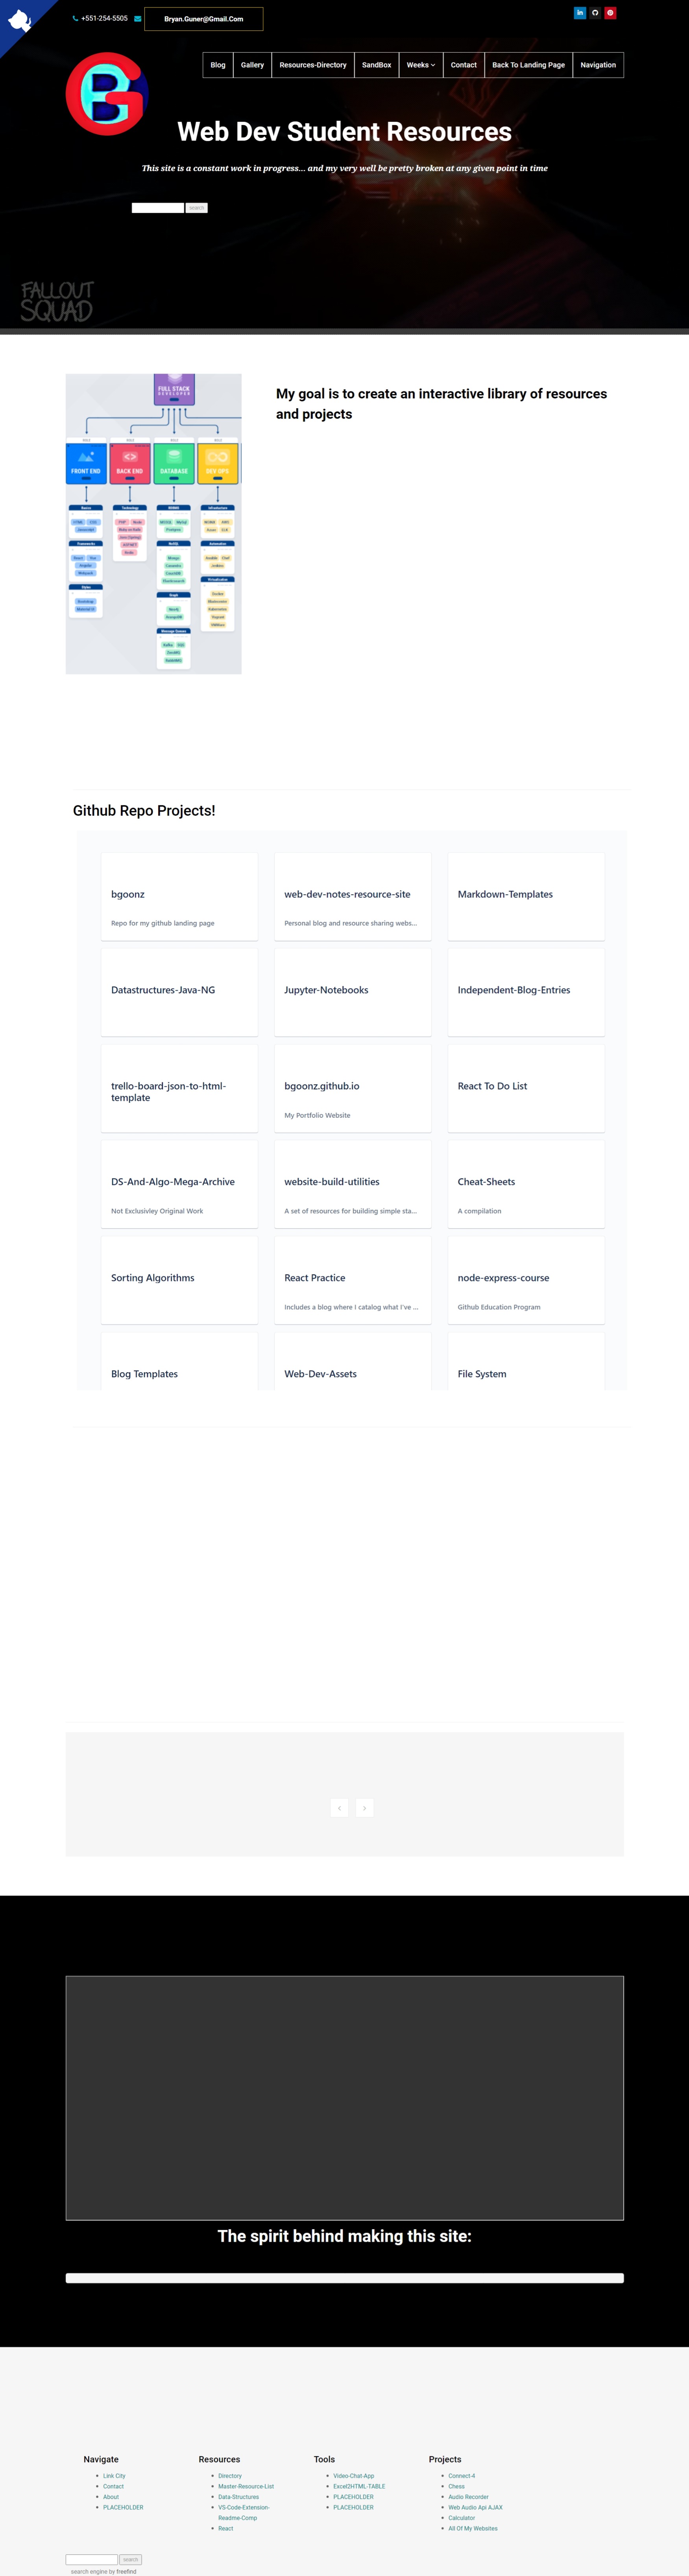 +551-254-5505
Bryan.Guner@Gmail.Com
Blog
Gallery
Resources-Directory
SandBox
Weeks
Contact
Back To Landing Page
Navigation
Web Dev Student Resources
This site is a constant work in progress... and my very well be pretty broken at any given point in time
search
FALLOUT
SQUAD
FULL STACK
DEVELOPER
FRONT END
BACK END
DATABASE
DEV OPS
My goal is to create an interactive library of resources
and projects
Github Repo Projects!
bgoonz
Repo for my github landing page
web-dev-notes-resource-site
Personal blog and resource sharing webs...
Markdown-Templates
Datastructures-Java-NG
Jupyter-Notebooks
Independent-Blog-Entries
trello-board-json-to-html-
template
bgoonz.github.io
My Portfolio Website
React To Do List
DS-And-Algo-Mega-Archive
Not Exclusivley Original Work
website-build-utilities
A set of resources for building simple sta...
Cheat-Sheets
A compilation
Sorting Algorithms
React Practice
Includes a blog where I catalog what I've ...
node-express-course
Github Education Program
Blog Templates
Web-Dev-Assets
File System
The spirit behind making this site:
Navigate
Link City
Contact
About
PLACEHOLDER
Resources
Directory
Master-Resource-List
Data-Structures
VS-Code-Extension-
Readme-Comp
React
Tools
Video-Chat-App
Excel2HTML-TABLE
PLACEHOLDER
PLACEHOLDER
Projects
Connect-4
Chess
Audio Recorder
Web Audio Api AJAX
Calculator
All Of My Websites
search
search engine by freefind